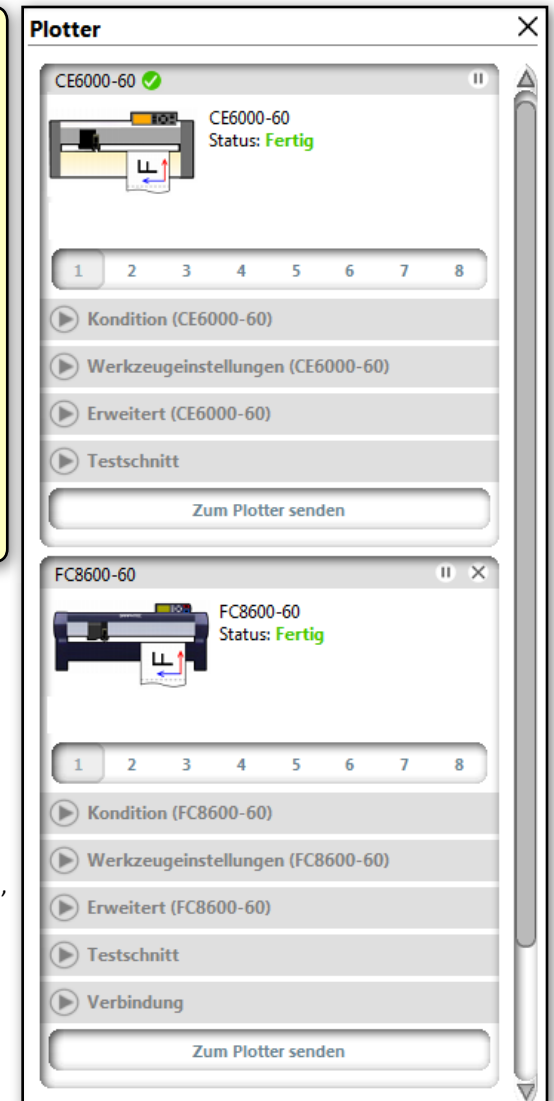 Plotter
CE6000-60
CE6000-60
Status: Fertig
F
1 2 3 4 5 6 7 8
Kondition (CE6000-60)
Werkzeugeinstellungen (CE6000-60)
Erweitert (CE6000-60)
Testschnitt
Zum Plotter senden
FC8600-60
FC8600-60
Status: Fertig
F
1 2 3 4 5 6 7 8
Kondition (FC8600-60)
Werkzeugeinstellungen (FC8600-60)
,
Erweitert (FC8600-60)
Testschnitt
Verbindung
Zum Plotter senden